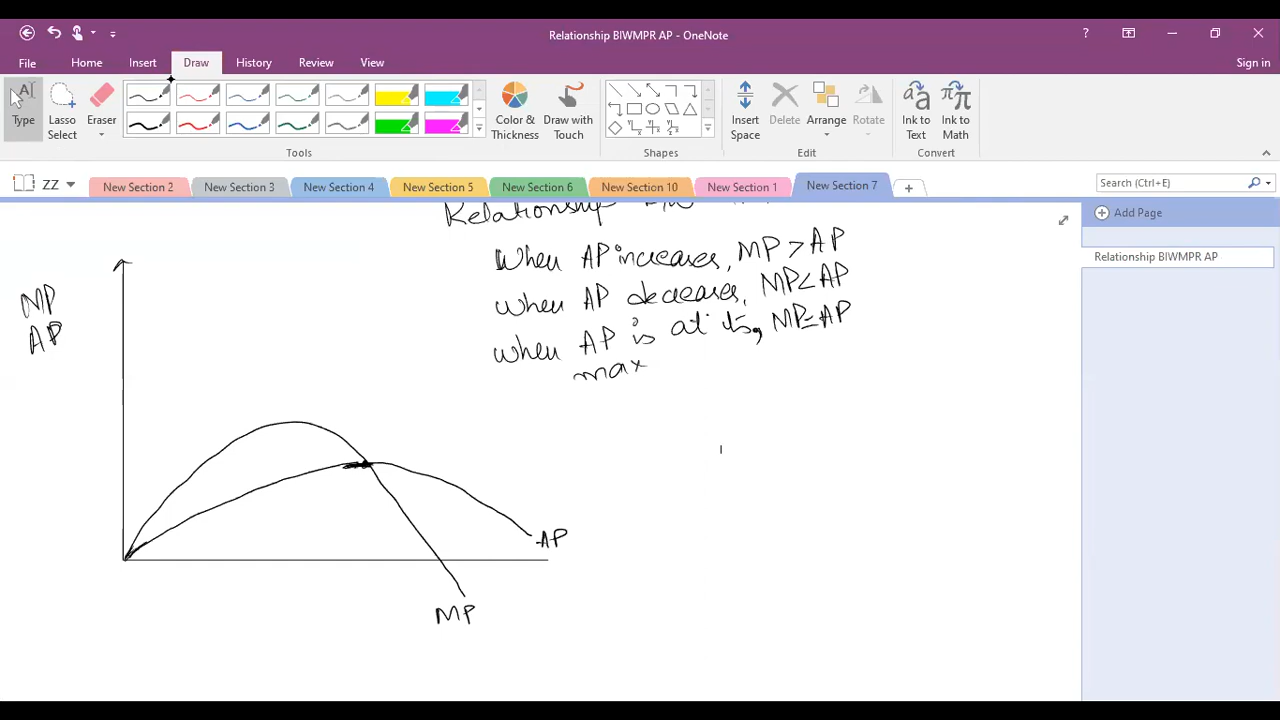 Relationship BIWMPR AP - OneNote
?
File
Home
Insert
Draw
History
Review
View
Sign in
Type
Lasso Select
Eraser
Color & Thickness
Draw with Touch
Insert Space
Delete
Arrange
Rotate
Ink to Text
Ink to Math
Tools
Shapes
Edit
Convert
ZZ
New Section 2
New Section 3
New Section 4
New Section 5
New Section 6
New Section 10
New Section 1
New Section 7
Search (Ctrl+E)
Add Page
Relationship BIWMPR AP
Relationship
When AP increases, MP > AP
when AP decreases, MP < AP
when AP is at its, MP = AP
max
MP
AP
AP
MP